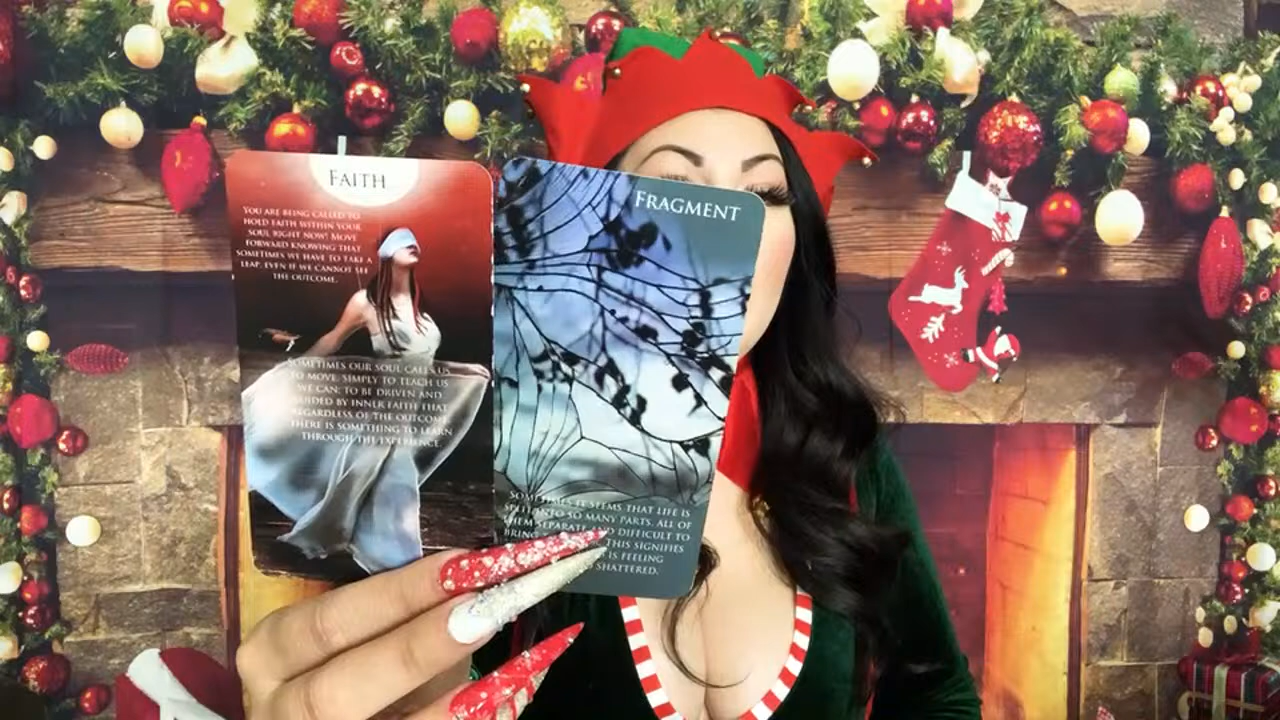 FAITH
YOU ARE BEING CALLED TO
HOLD FAITH WITHIN YOUR
SOUL RIGHT NOW! MOVE
FORWARD KNOWING THAT
SOMETIMES WE HAVE TO TAKE A
LEAP, EVEN IF WE CANNOT SEE
THE OUTCOME.
SOMETIMES OUR SOUL CALLS US
TO MOVE, SIMPLY TO TEACH US
WE CAN; TO BE DRIVEN AND
GUIDED BY INNER FAITH THAT
REGARDLESS OF THE OUTCOME
THERE IS SOMETHING TO LEARN
THROUGH THE EXPERIENCE.
FRAGMENT
SOMETIMES IT SEEMS THAT LIFE IS
SPLIT INTO SO MANY PARTS, ALL OF
THEM SEPARATE AND DIFFICULT TO
BRING THIS SIGNIFIES
IS FEELING
SHATTERED.